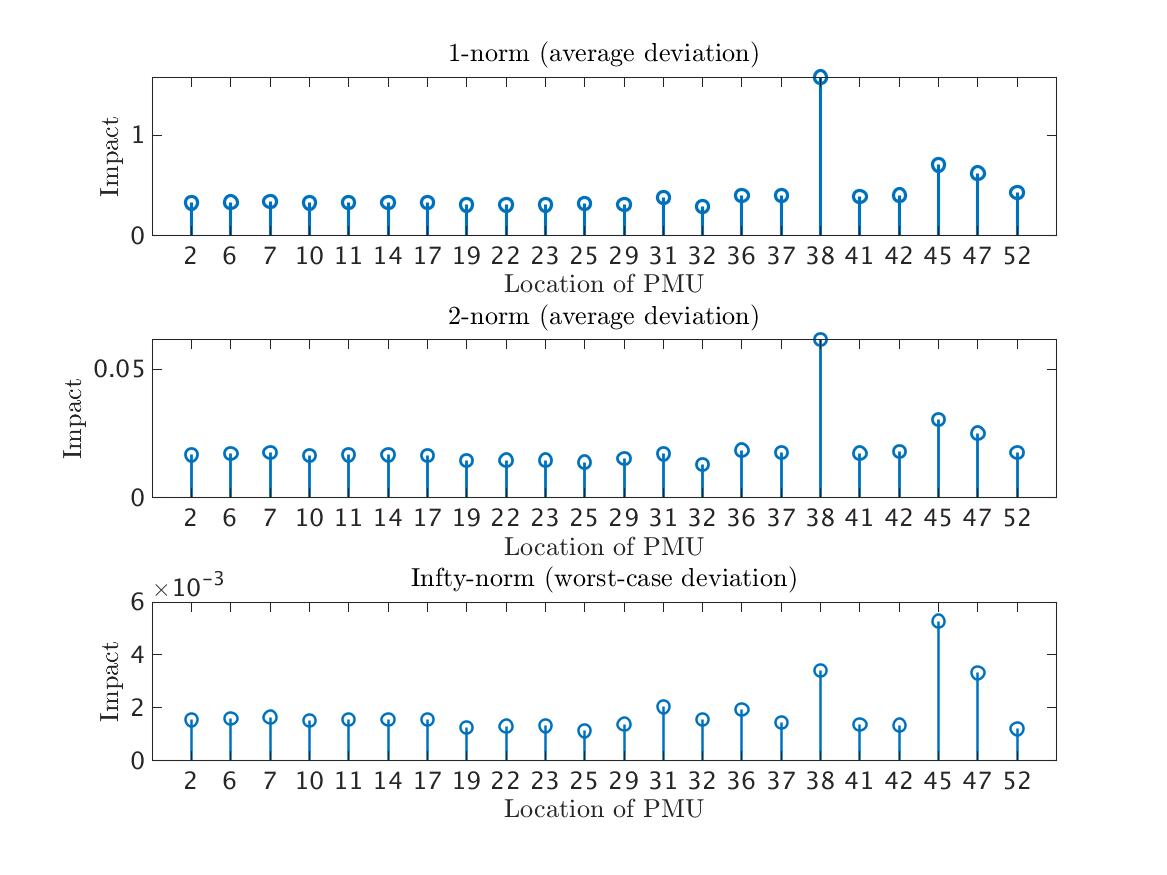 1-norm (average deviation)
Impact
1
0
2 6 7 10 11 14 17 19 22 23 25 29 31 32 36 37 38 41 42 45 47 52
Location of PMU
2-norm (average deviation)
Impact
0.05
0
2 6 7 10 11 14 17 19 22 23 25 29 31 32 36 37 38 41 42 45 47 52
Location of PMU
Infty-norm (worst-case deviation)
×10⁻³
Impact
6
4
2
0
2 6 7 10 11 14 17 19 22 23 25 29 31 32 36 37 38 41 42 45 47 52
Location of PMU